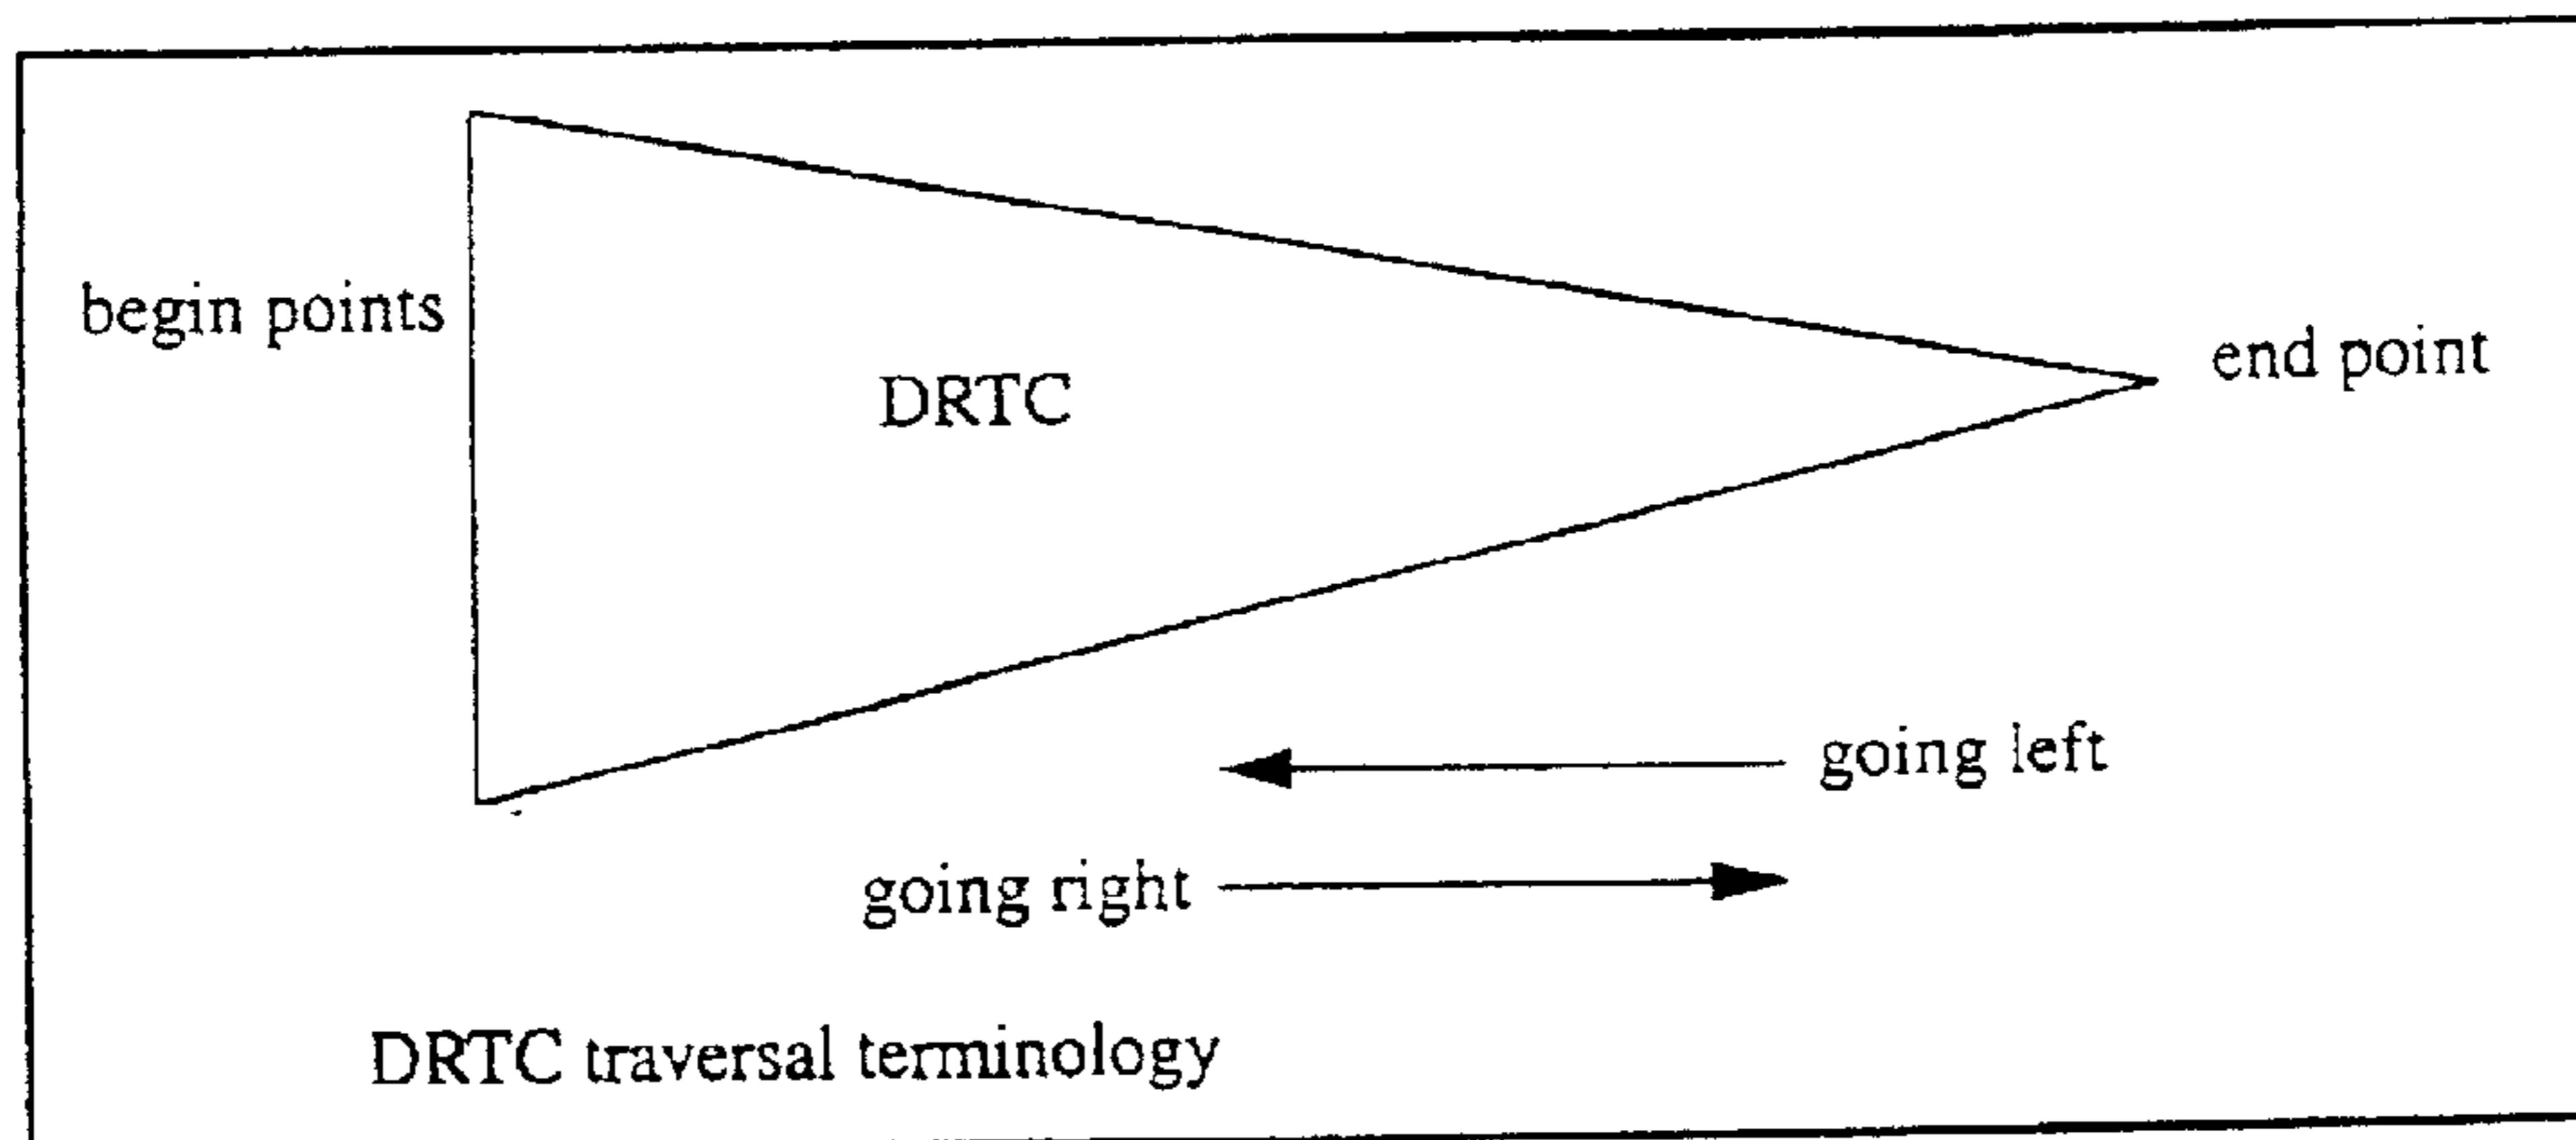 begin points
end point
DRTC
going left
going right
DRTC traversal terminology